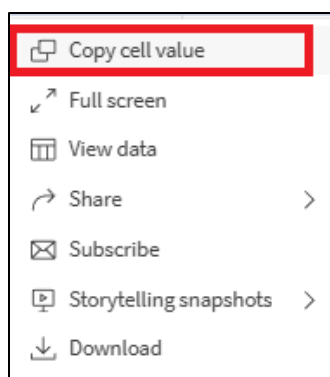 Copy cell value
Full screen
View data
Share
Subscribe
Storytelling snapshots
Download